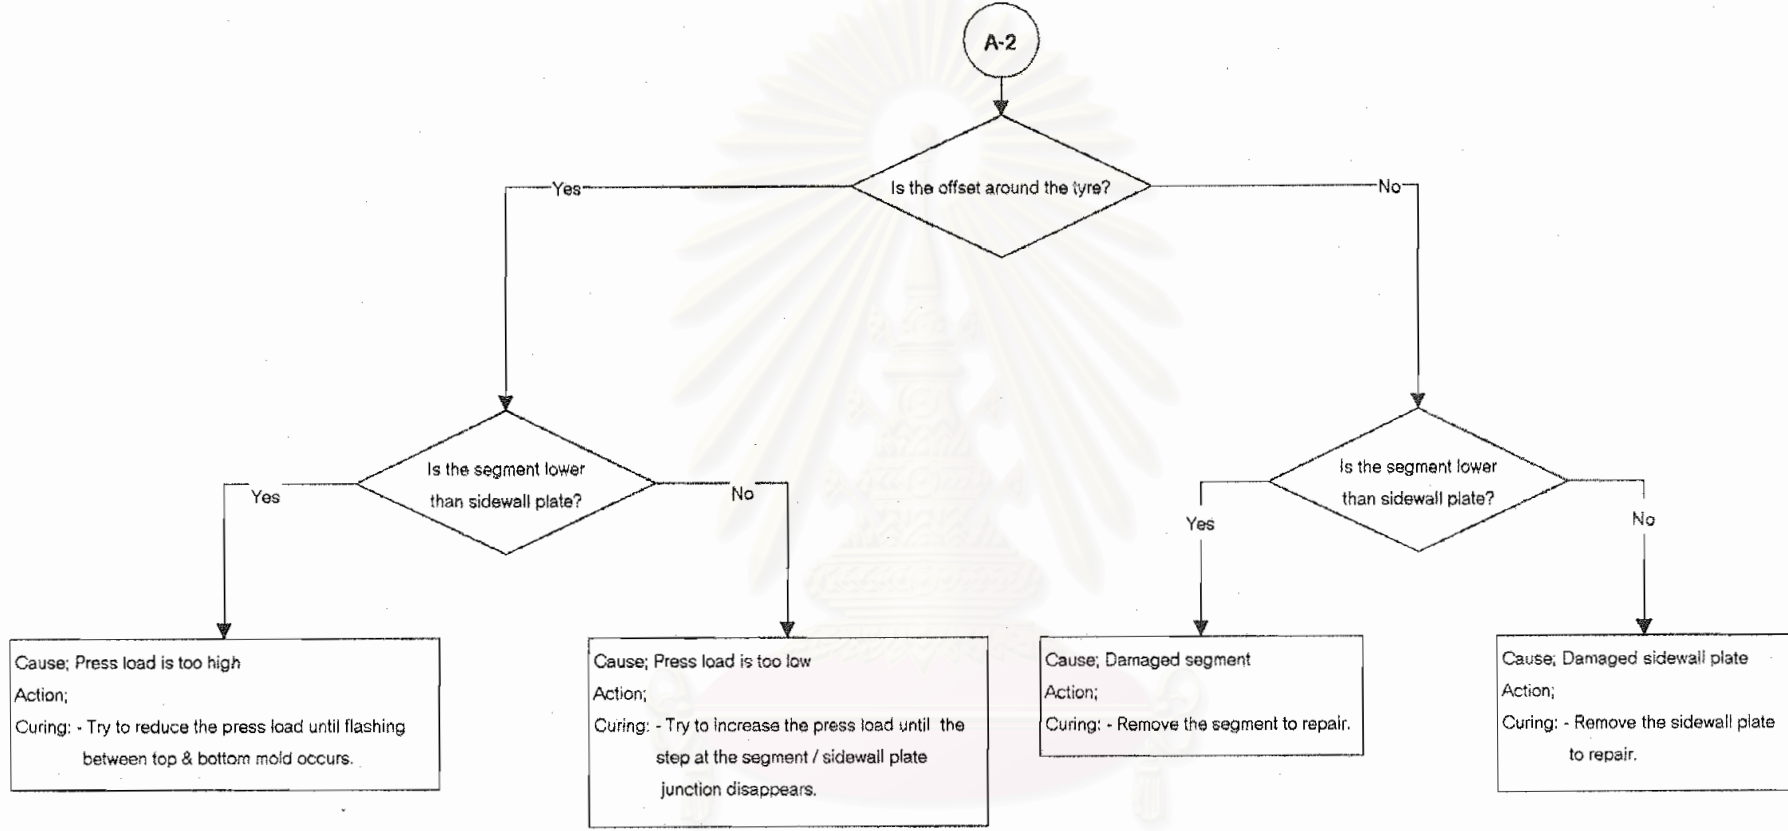 A-2
Is the offset around the tyre?
Yes
No
Is the segment lower
than sidewall plate?
Yes
No
Is the segment lower
than sidewall plate?
Yes
No
Cause; Press load is too high
Action;
Curing: - Try to reduce the press load until flashing
between top & bottom mold occurs.
Cause; Press load is too low
Action;
Curing: - Try to increase the press load until the
step at the segment / sidewall plate
junction disappears.
Cause; Damaged segment
Action;
Curing: - Remove the segment to repair.
Cause; Damaged sidewall plate
Action;
Curing: - Remove the sidewall plate
to repair.